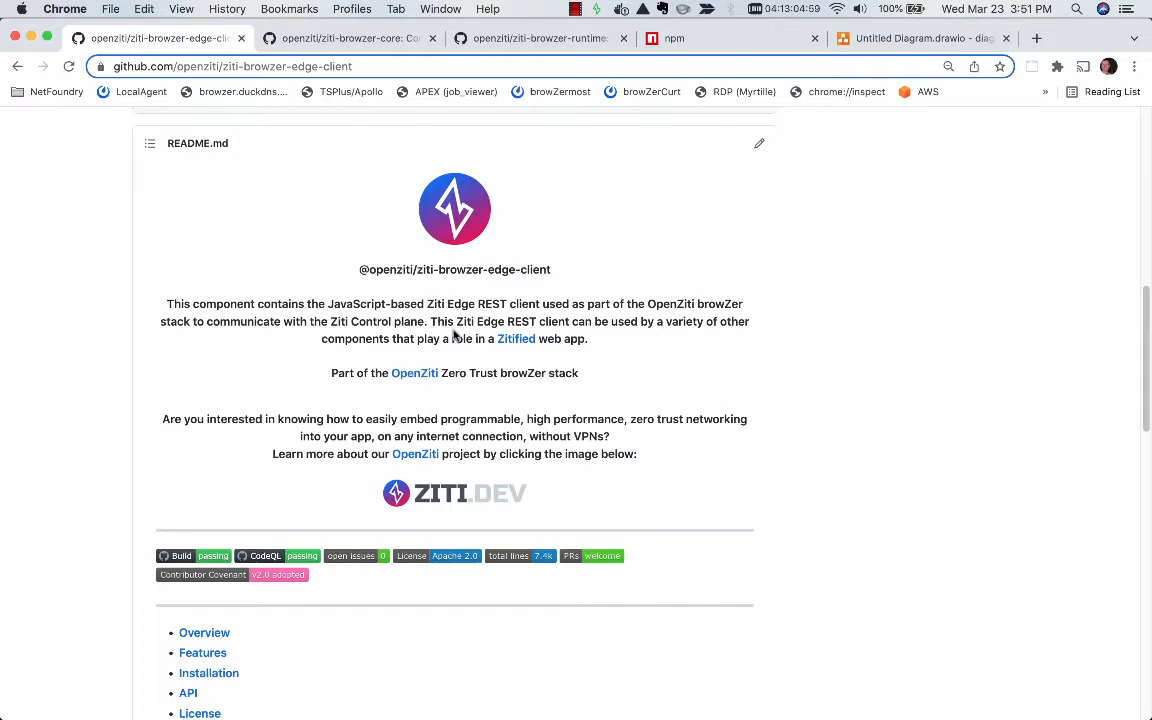 Chrome File Edit View History Bookmarks Profiles Tab Window Help 04:13:04:59 100% Wed Mar 23 3:51 PM
openziti/ziti-browzer-edge-clie openziti/ziti-browzer-core: Co openziti/ziti-browzer-runtime: npm Untitled Diagram.drawio - diag
github.com/openziti/ziti-browzer-edge-client
NetFoundry LocalAgent browzer.duckdns.... TSPlus/Apollo APEX (job_viewer) browZermost browZerCurt RDP (Myrtille) chrome://inspect AWS » Reading List
README.md
@openziti/ziti-browzer-edge-client
This component contains the JavaScript-based Ziti Edge REST client used as part of the OpenZiti browZer
stack to communicate with the Ziti Control plane. This Ziti Edge REST client can be used by a variety of other
components that play a role in a Zitified web app.
Part of the OpenZiti Zero Trust browZer stack
Are you interested in knowing how to easily embed programmable, high performance, zero trust networking
into your app, on any internet connection, without VPNs?
Learn more about our OpenZiti project by clicking the image below:
ZITI.DEV
Build passing CodeQL passing open issues 0 License Apache 2.0 total lines 7.4k PRs welcome
Contributor Covenant v2.0 adopted
• Overview
• Features
• Installation
• API
• License